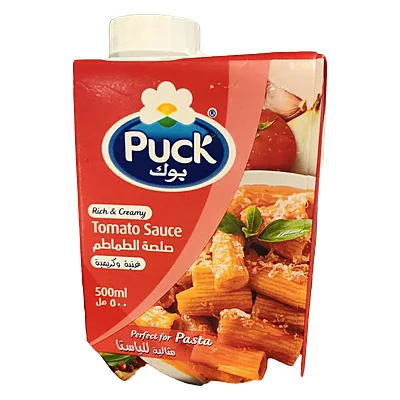 Puck
بوك
Rich & Creamy
Tomato Sauce
صلصة الطماطم
غنية وكريمية
500ml
٥٠٠ مل
Perfect for Pasta
مثالية للباستا